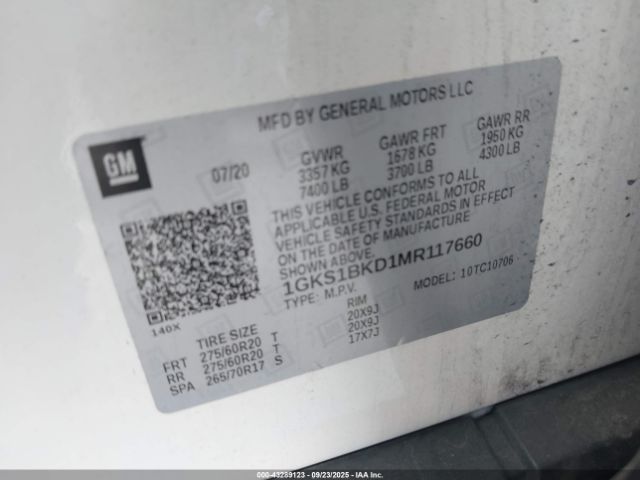 MFD BY GENERAL MOTORS LLC
GM
07/20
GVWR
3357 KG
7400 LB
GAWR FRT
1678 KG
3700 LB
GAWR RR
1950 KG
4300 LB
THIS VEHICLE CONFORMS TO ALL
APPLICABLE U.S. FEDERAL MOTOR
VEHICLE SAFETY STANDARDS IN EFFECT
ON THE DATE OF MANUFACTURE
SHOWN ABOVE.
1GKS1BKD1MR117660
TYPE: M.P.V.
MODEL: 10TC10706
140X
TIRE SIZE RIM
FRT 275/60R20 T 20X9J
RR 275/60R20 T 20X9J
SPA 265/70R17 S 17X7J
000-43289123 - 09/23/2025 - IAA Inc.